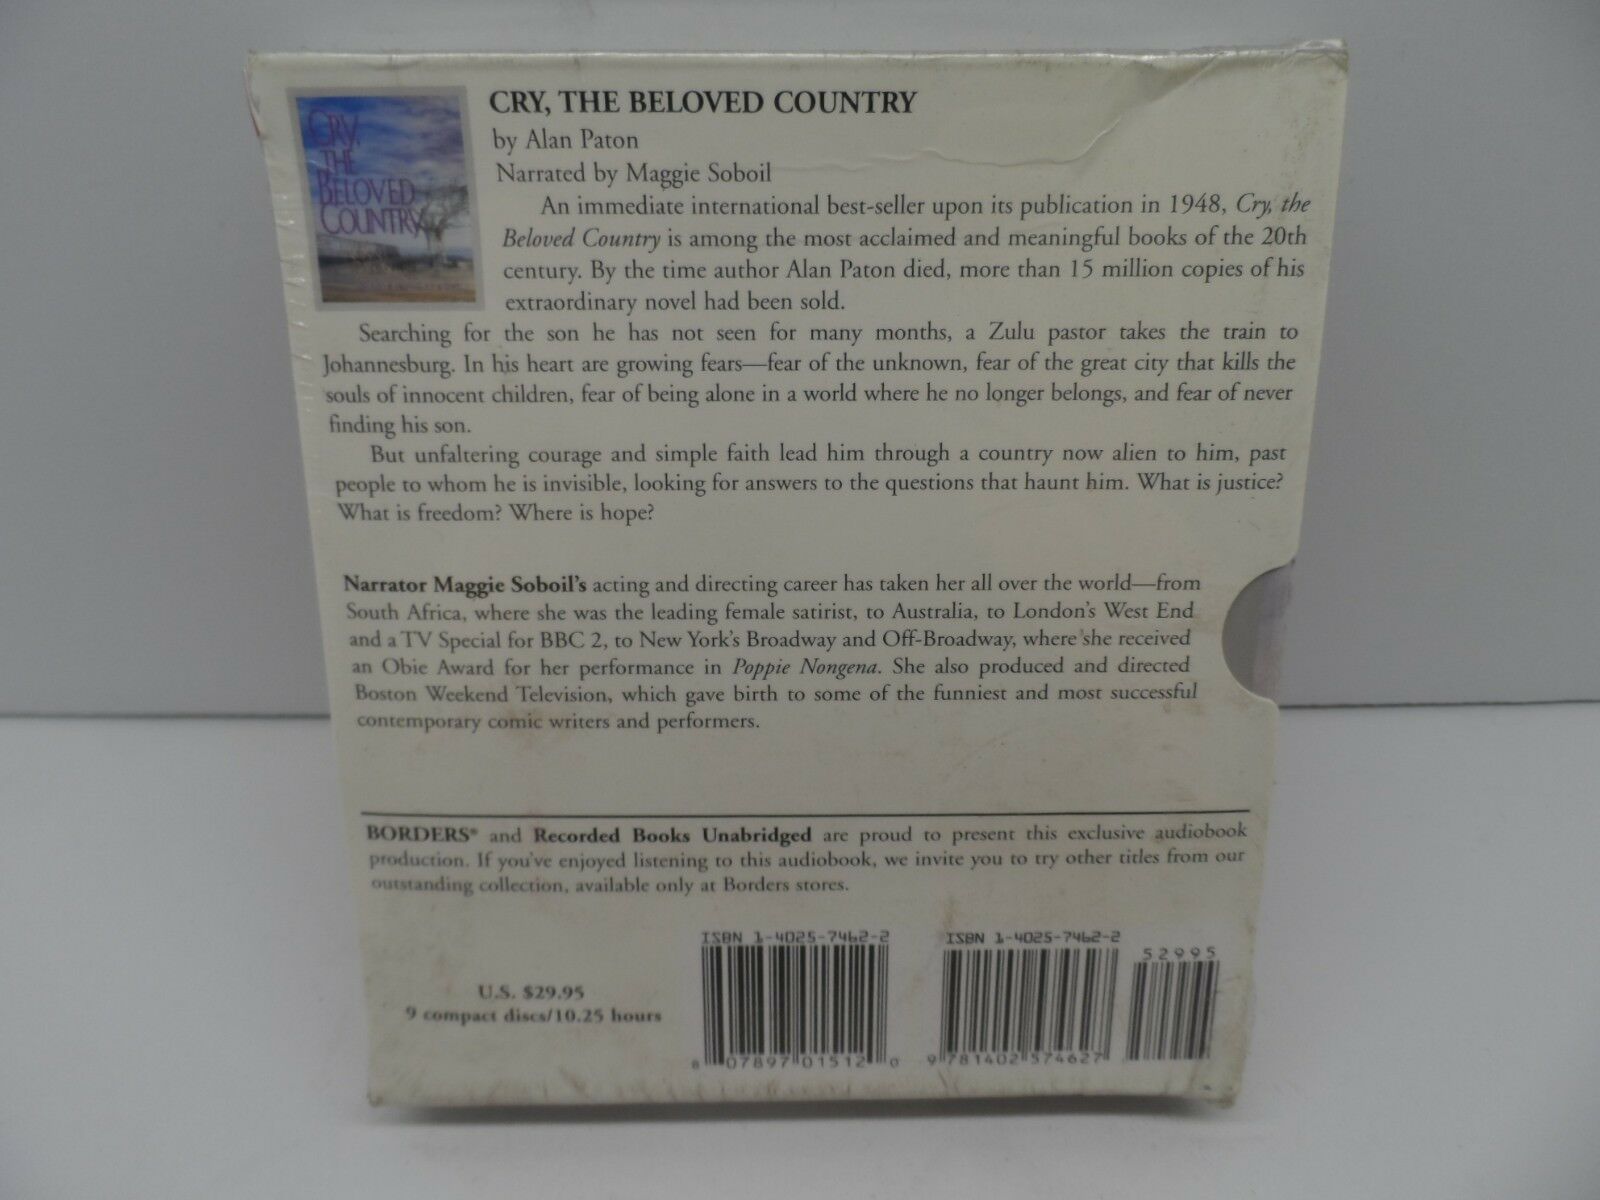 CRY,
THE
BELOVED
COUNTRY
CRY, THE BELOVED COUNTRY
by Alan Paton
Narrated by Maggie Soboil
An immediate international best-seller upon its publication in 1948, Cry, the
Beloved Country is among the most acclaimed and meaningful books of the 20th
century. By the time author Alan Paton died, more than 15 million copies of his
extraordinary novel had been sold.
Searching for the son he has not seen for many months, a Zulu pastor takes the train to
Johannesburg. In his heart are growing fears—fear of the unknown, fear of the great city that kills the
souls of innocent children, fear of being alone in a world where he no longer belongs, and fear of never
finding his son.
But unfaltering courage and simple faith lead him through a country now alien to him, past
people to whom he is invisible, looking for answers to the questions that haunt him. What is justice?
What is freedom? Where is hope?
Narrator Maggie Soboil's acting and directing career has taken her all over the world—from
South Africa, where she was the leading female satirist, to Australia, to London's West End
and a TV Special for BBC 2, to New York's Broadway and Off-Broadway, where she received
an Obie Award for her performance in Poppie Nongena. She also produced and directed
Boston Weekend Television, which gave birth to some of the funniest and most successful
contemporary comic writers and performers.
BORDERS® and Recorded Books Unabridged are proud to present this exclusive audiobook
production. If you've enjoyed listening to this audiobook, we invite you to try other titles from our
outstanding collection, available only at Borders stores.
U.S. $29.95
9 compact discs/10.25 hours
ISBN 1-4025-7462-2
8 07897 01512 0
ISBN 1-4025-7462-2
52995
9 781402 574627